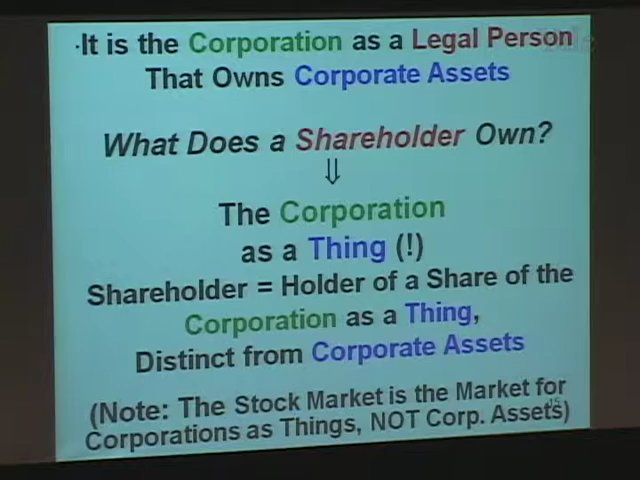 ·It is the Corporation as a Legal Person
That Owns Corporate Assets
What Does a Shareholder Own?
⇓
The Corporation
as a Thing (!)
Shareholder = Holder of a Share of the
Corporation as a Thing,
Distinct from Corporate Assets
(Note: The Stock Market is the Market for
Corporations as Things, NOT Corp. Assets)
15